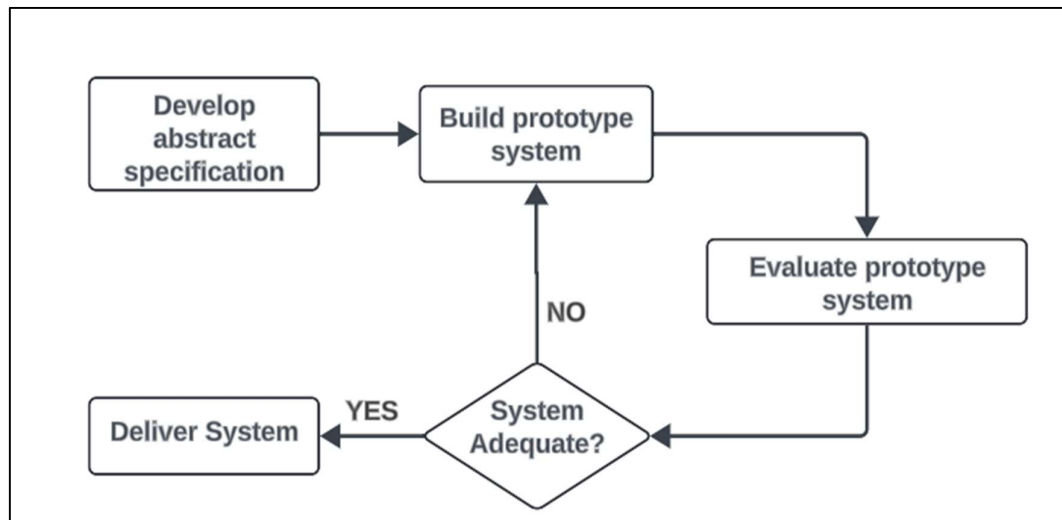 Develop
abstract
specification
Build prototype
system
Evaluate prototype
system
NO
System
Adequate?
YES
Deliver System